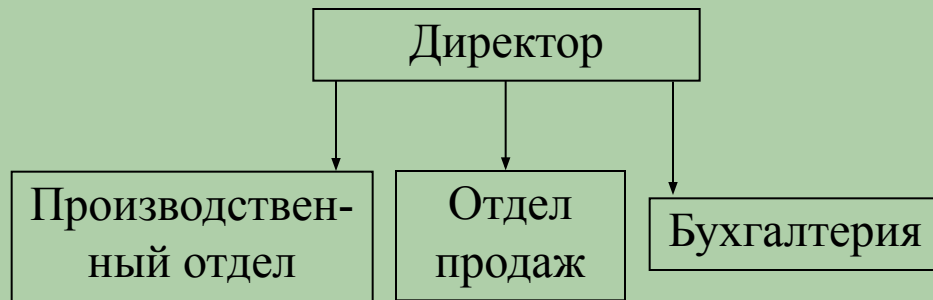 Директор
Производствен-
ный отдел
Отдел
продаж
Бухгалтерия